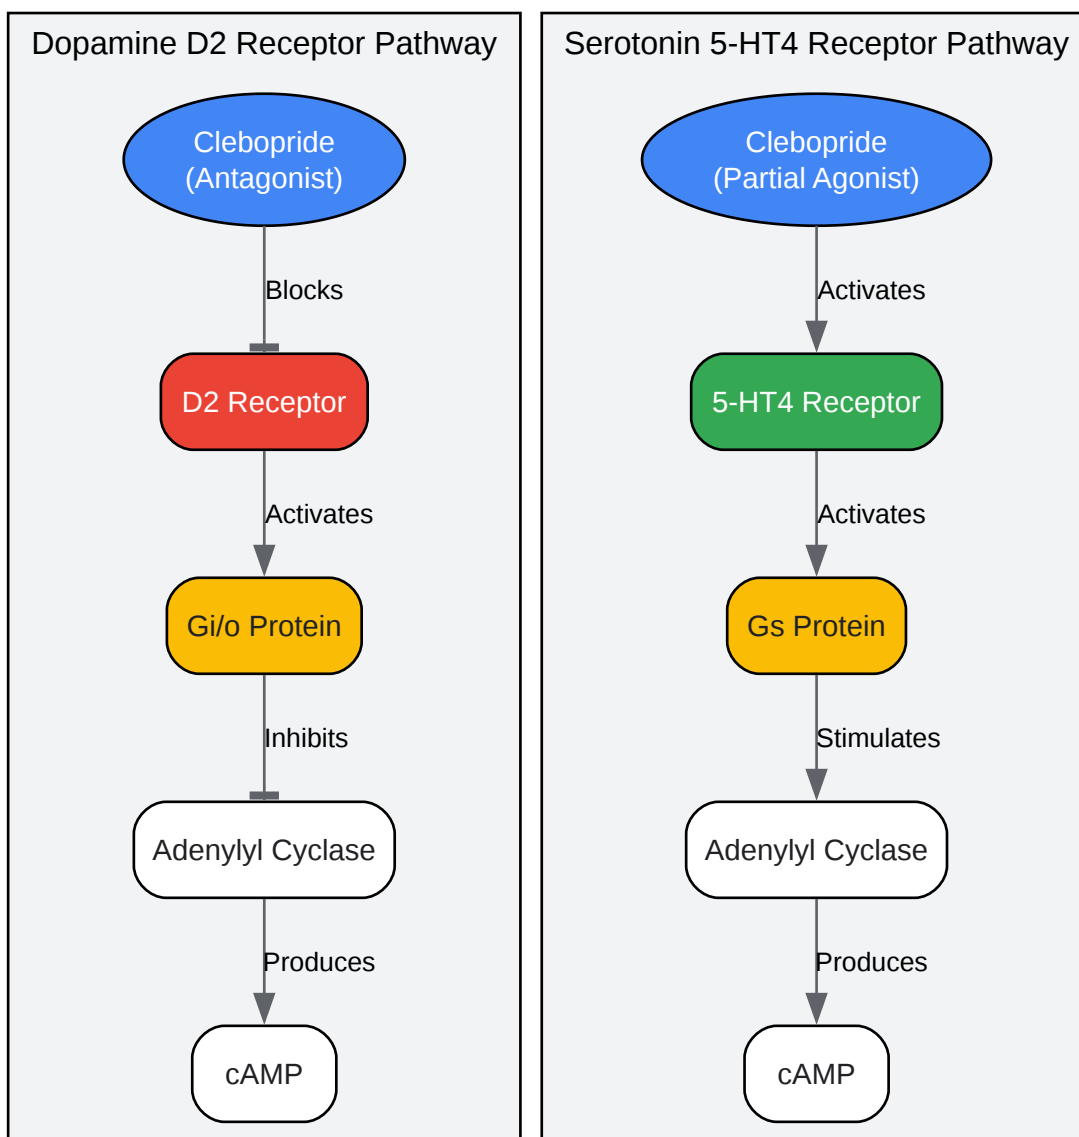 Dopamine D2 Receptor Pathway
Clebopride
(Antagonist)
Blocks
D2 Receptor
Activates
Gi/o Protein
Inhibits
Adenylyl Cyclase
Produces
cAMP
Serotonin 5-HT4 Receptor Pathway
Clebopride
(Partial Agonist)
Activates
5-HT4 Receptor
Activates
Gs Protein
Stimulates
Adenylyl Cyclase
Produces
cAMP